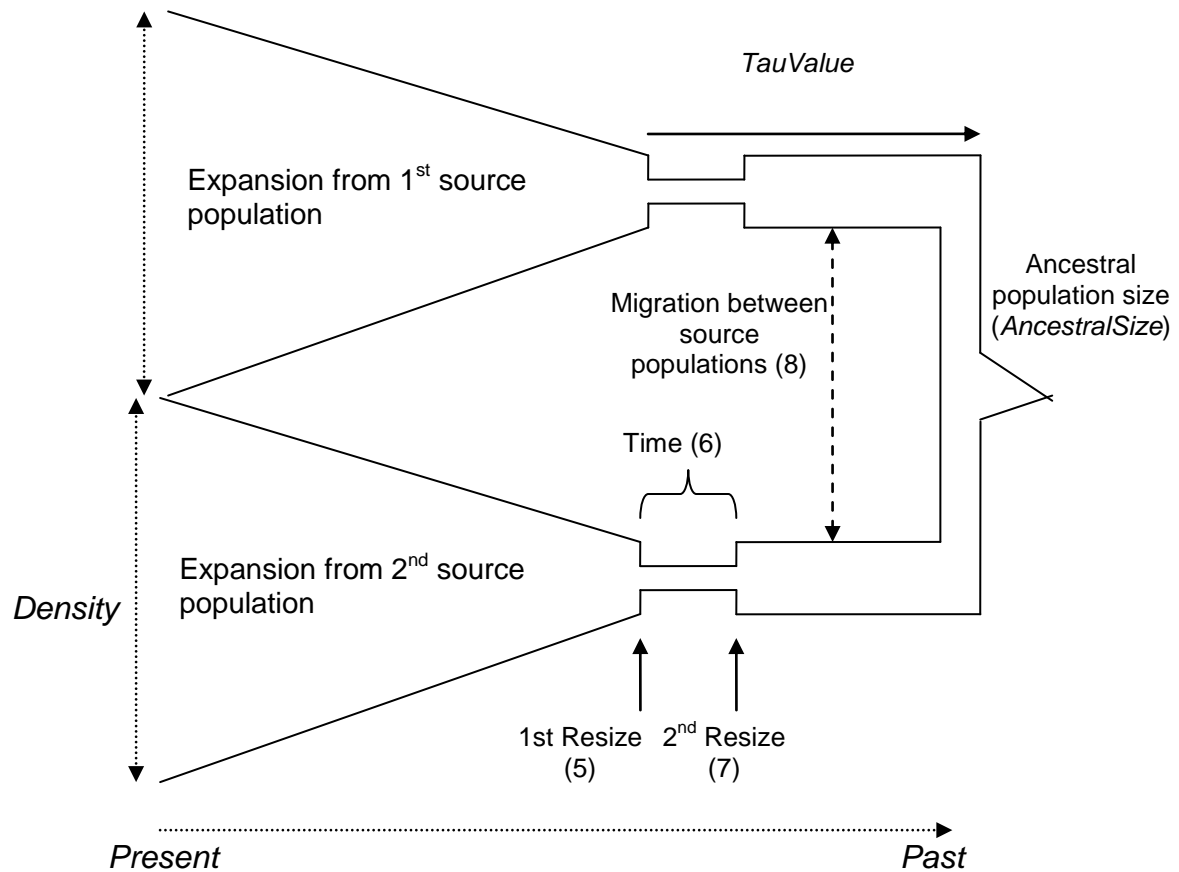 TauValue
Expansion from 1st source
population
Ancestral
population size
(AncestralSize)
Migration between
source
populations (8)
Time (6)
Expansion from 2nd source
population
Density
1st Resize
(5)
2nd Resize
(7)
Present
Past